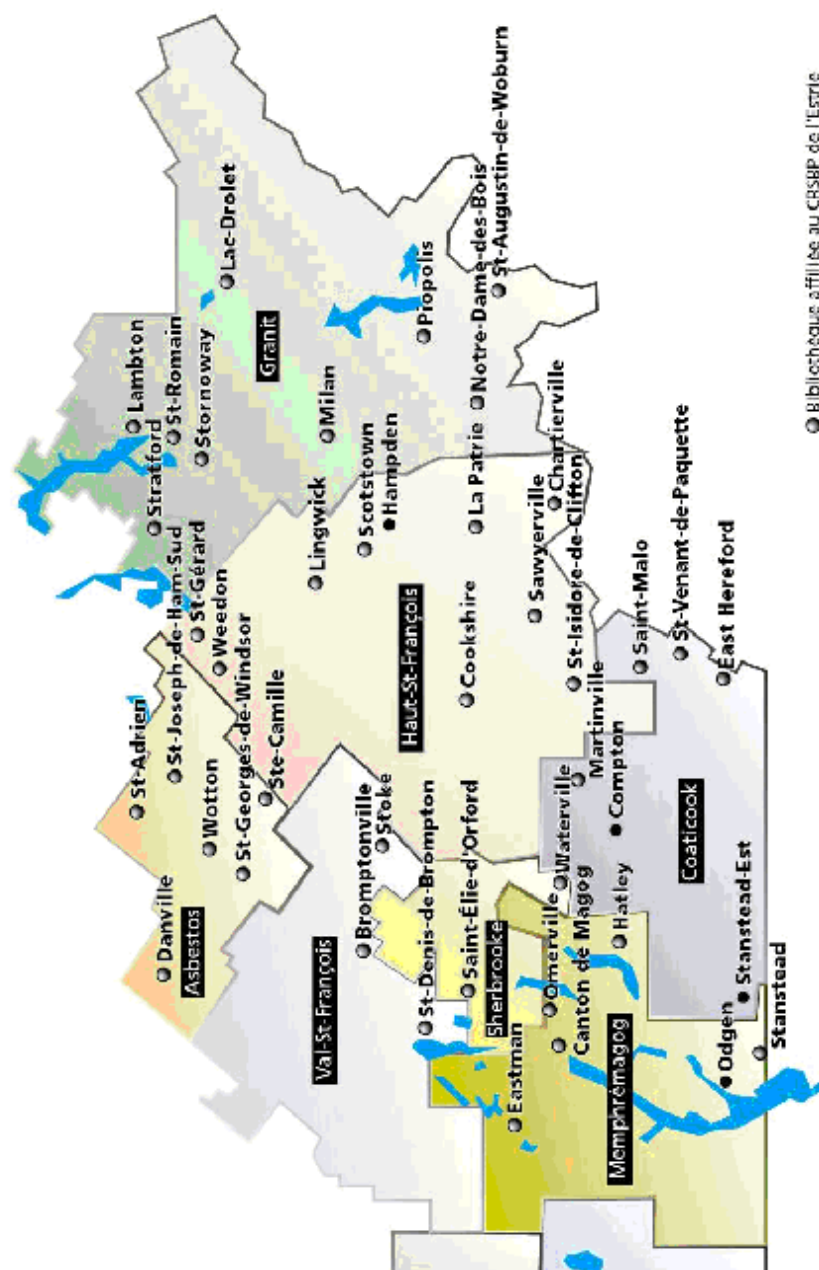 Danville
Asbestos
St-Adrien
St-Joseph-de-Ham-Sud
Wotton
St-Georges-de-Windsor
Ste-Camille
Stratford
St-Gérard
Weedon
Lambton
St-Romain
Stornoway
Lac-Drolet
Granit
Val-St-François
Bromptonville
Stoke
St-Denis-de-Brompton
Saint-Élie-d'Orford
Sherbrooke
Haut-St-François
Lingwick
Scotstown
Hampden
Milan
Piopolis
Cookshire
La Patrie
Notre-Dame-des-Bois
St-Augustin-de-Woburn
Sawyerville
Chartierville
St-Isidore-de-Clifton
Eastman
Omerville
Canton de Magog
Waterville
Martinville
Memphrémagog
Hatley
Compton
Saint-Malo
St-Venant-de-Paquette
East Hereford
Coaticook
Odgen
Stanstead-Est
Stanstead
Bibliothèque affiliée au CRSBP de l'Estrie